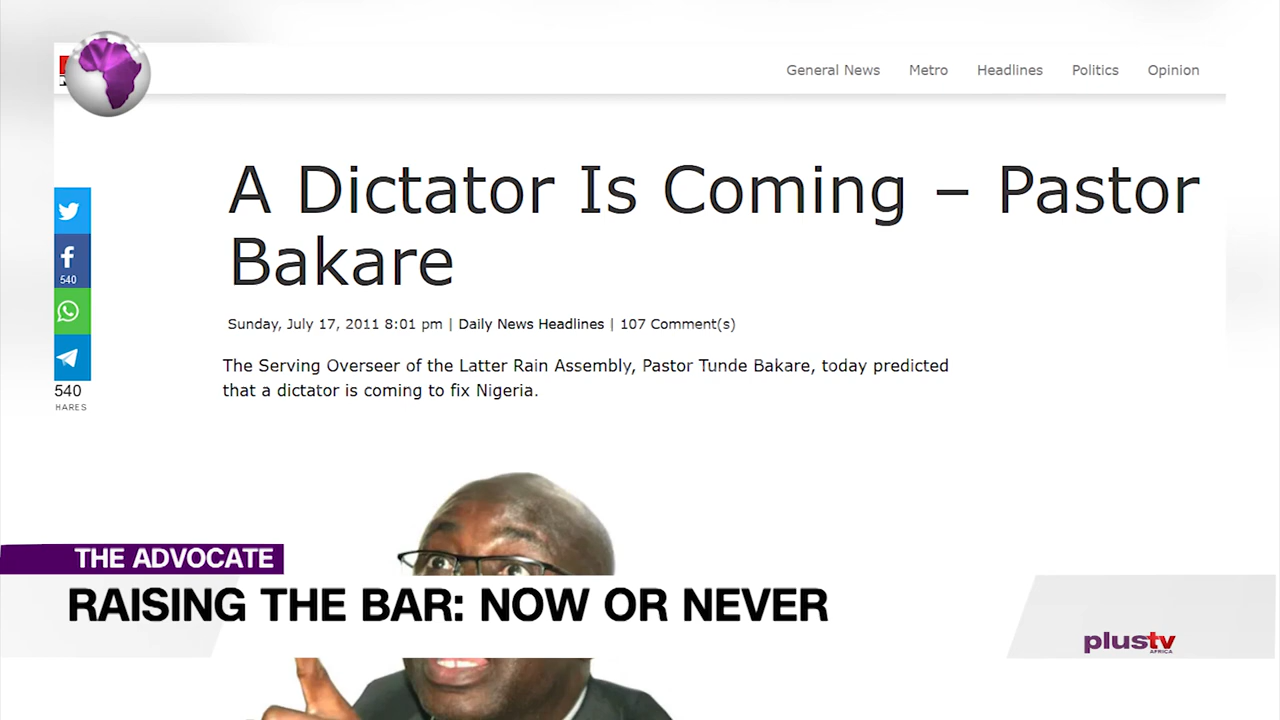 General News Metro Headlines Politics Opinion
A Dictator Is Coming – Pastor
Bakare
Sunday, July 17, 2011 8:01 pm | Daily News Headlines | 107 Comment(s)
540
The Serving Overseer of the Latter Rain Assembly, Pastor Tunde Bakare, today predicted
that a dictator is coming to fix Nigeria.
540
HARES
THE ADVOCATE
RAISING THE BAR: NOW OR NEVER
plustv
AFRICA